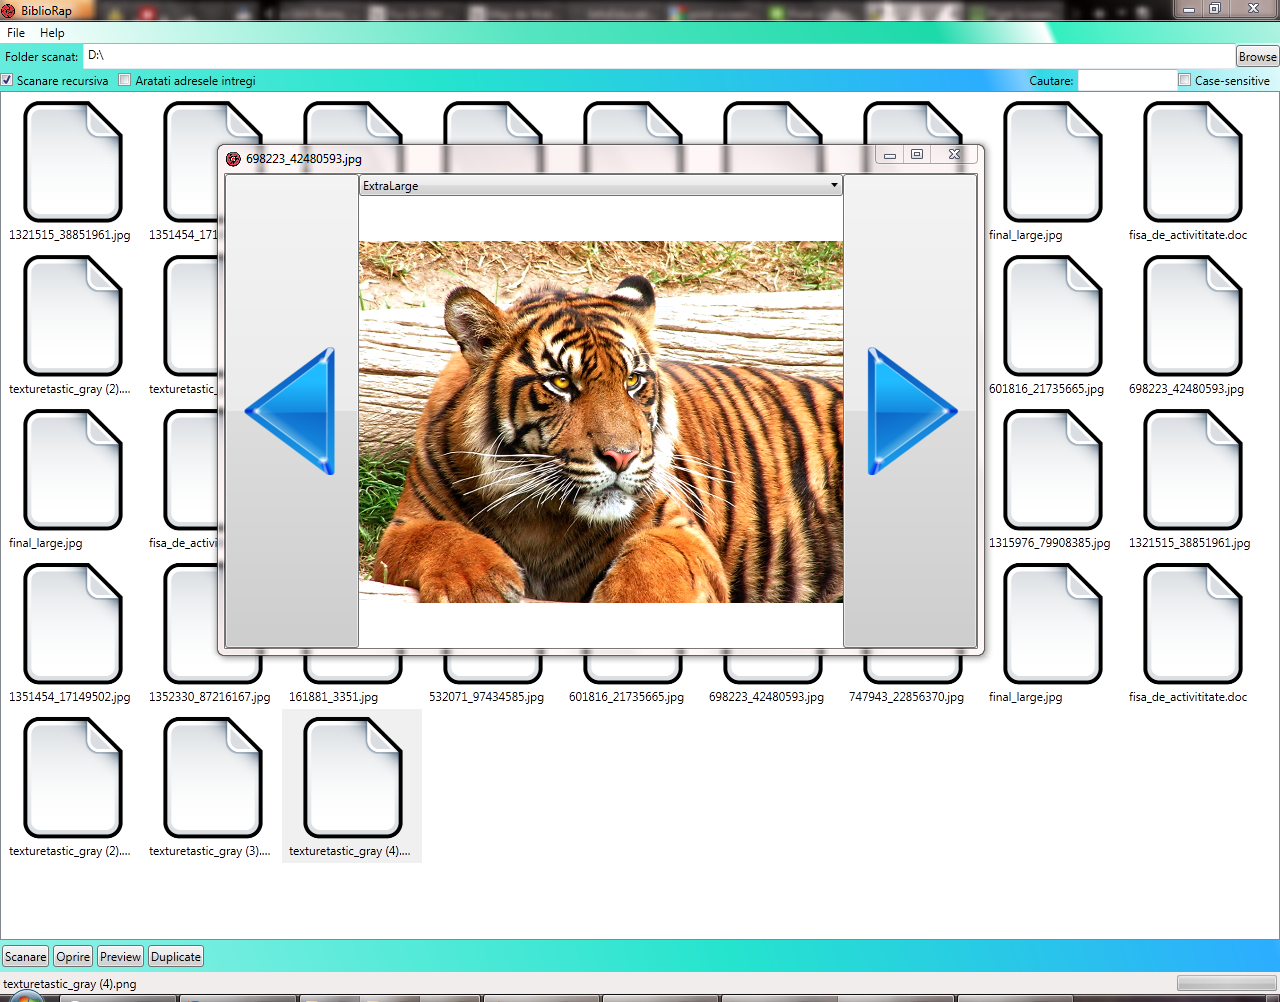 BiblioRap
File Help
Folder scanat: D:\ Browse
Scanare recursiva Aratati adresele intregi Cautare: Case-sensitive
698223_42480593.jpg
ExtraLarge
1321515_38851961.jpg 1351454_171 final_large.jpg fisa_de_activititate.doc
texturetastic_gray (2).... texturetastic_ 601816_21735665.jpg 698223_42480593.jpg
final_large.jpg fisa_de_activi 1315976_79908385.jpg 1321515_38851961.jpg
1351454_17149502.jpg 1352330_87216167.jpg 161881_3351.jpg 532071_97434585.jpg 601816_21735665.jpg 698223_42480593.jpg 747943_22856370.jpg final_large.jpg fisa_de_activititate.doc
texturetastic_gray (2).... texturetastic_gray (3).... texturetastic_gray (4)....
Scanare Oprire Preview Duplicate
texturetastic_gray (4).png